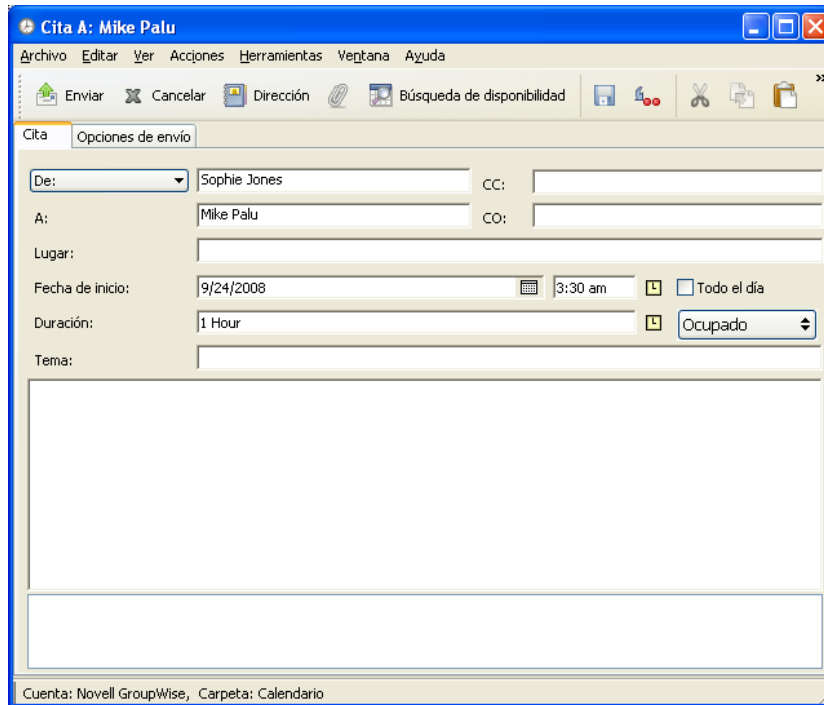 Cita A: Mike Palu
Archivo Editar Ver Acciones Herramientas Ventana Ayuda
Enviar Cancelar Dirección Búsqueda de disponibilidad »
Cita Opciones de envío
De: Sophie Jones CC:
A: Mike Palu CO:
Lugar:
Fecha de inicio: 9/24/2008 3:30 am Todo el día
Duración: 1 Hour Ocupado
Tema:
Cuenta: Novell GroupWise, Carpeta: Calendario